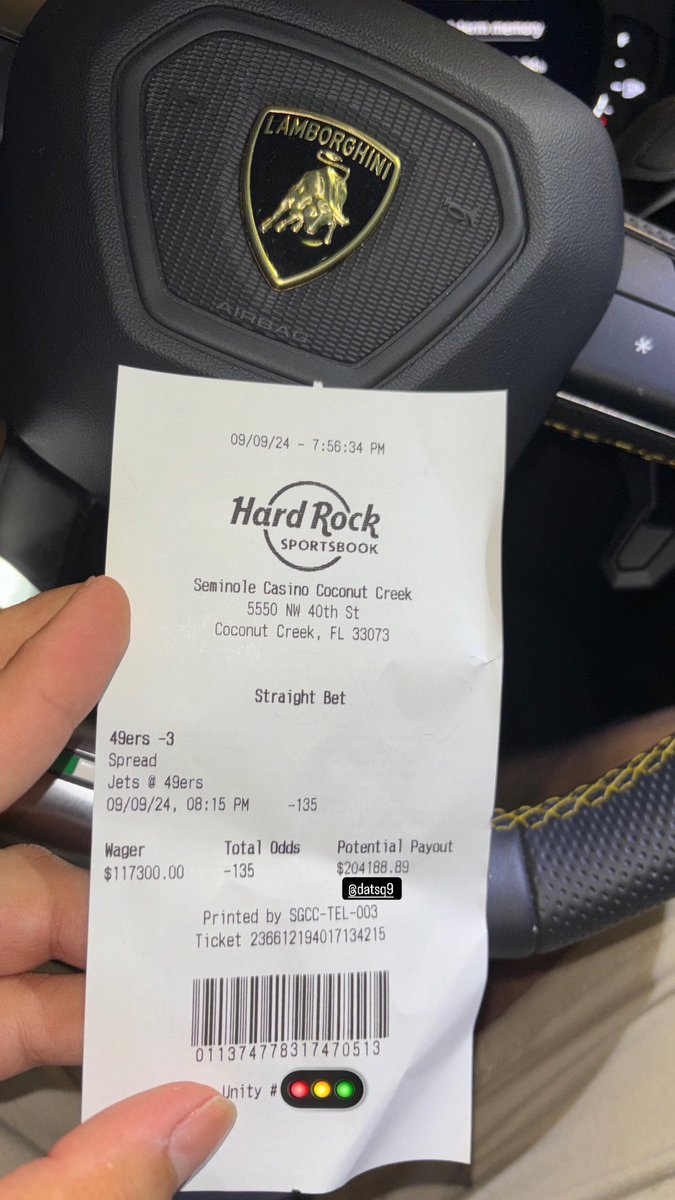 term memory
LAMBORGHINI
AIRBAG
09/09/24 - 7:56:34 PM
Hard Rock
SPORTSBOOK
Seminole Casino Coconut Creek
5550 NW 40th St
Coconut Creek, FL 33073
Straight Bet
49ers -3
Spread
Jets @ 49ers
09/09/24, 08:15 PM -135
Wager Total Odds Potential Payout
$117300.00 -135 $204188.89
@datsq9
Printed by SGCC-TEL-003
Ticket 236612194017134215
011374778317470513
Unity #